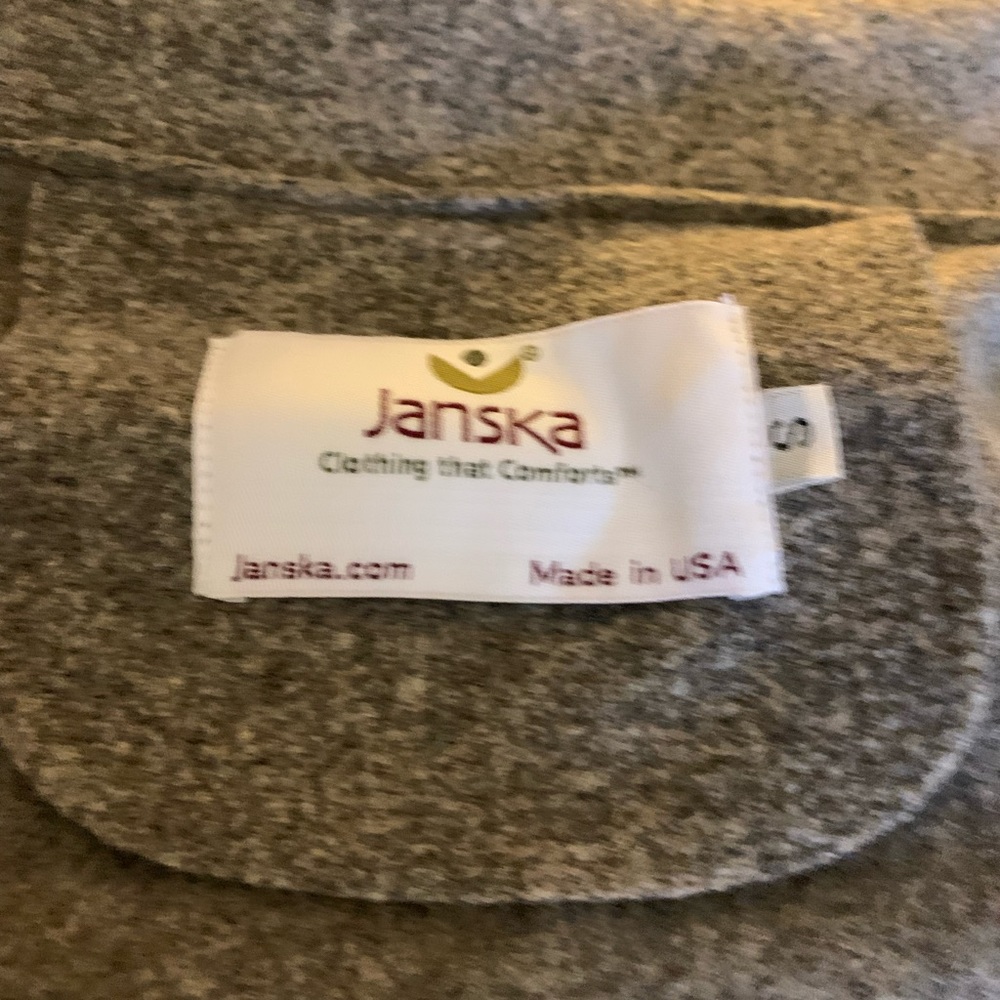 Janska®
Clothing that Comforts™
Janska.com
Made in USA
S